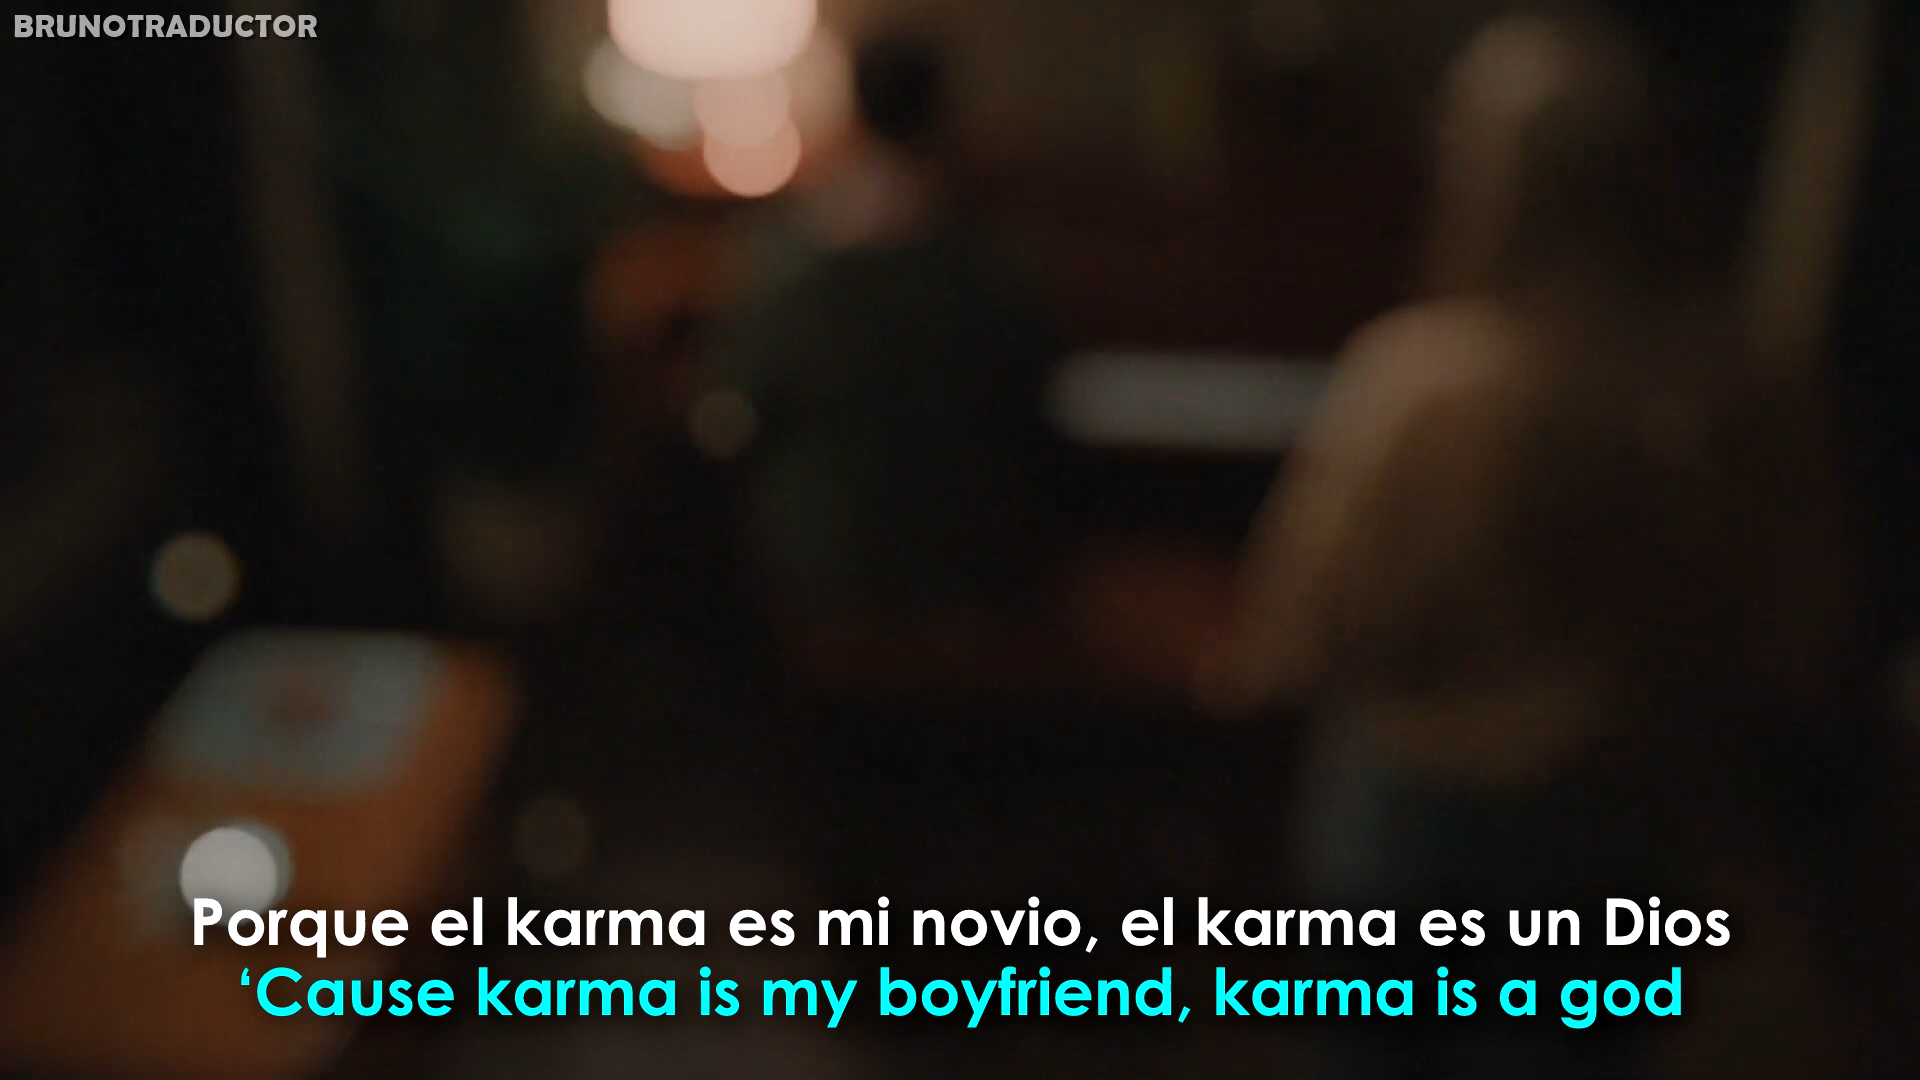 BRUNOTRADUCTOR
Porque el karma es mi novio, el karma es un Dios
‘Cause karma is my boyfriend, karma is a god